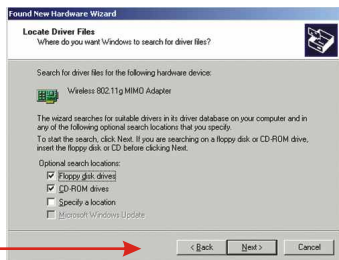 Found New Hardware Wizard
Locate Driver Files
Where do you want Windows to search for driver files?
Search for driver files for the following hardware device:
Wireless 802.11g MIMO Adapter
The wizard searches for suitable drivers in its driver database on your computer and in
any of the following optional search locations that you specify.
To start the search, click Next. If you are searching on a floppy disk or CD-ROM drive,
insert the floppy disk or CD before clicking Next.
Optional search locations:
Floppy disk drives
CD-ROM drives
Specify a location
Microsoft Windows Update
< Back
Next >
Cancel